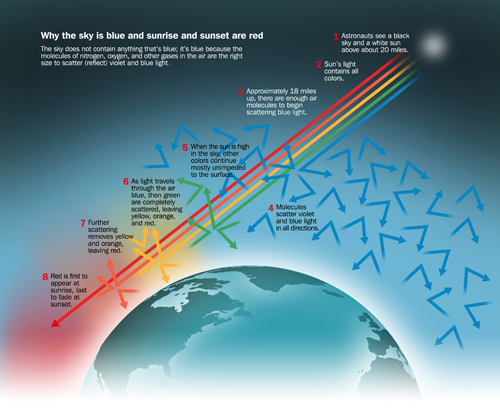 Why the sky is blue and sunrise and sunset are red
The sky does not contain anything that's blue; it's blue because the
molecules of nitrogen, oxygen, and other gases in the air are the right
size to scatter (reflect) violet and blue light.
1 Astronauts see a black
sky and a white sun
above about 20 miles.
2 Sun's light
contains all
colors.
3 Approximately 18 miles
up, there are enough air
molecules to begin
scattering blue light.
4 Molecules
scatter violet
and blue light
in all directions.
5 When the sun is high
in the sky, other
colors continue
mostly unimpeded
to the surface.
6 As light travels
through the air
blue, then green
are completely
scattered, leaving
yellow, orange,
and red.
7 Further
scattering
removes yellow
and orange,
leaving red.
8 Red is first to
appear at
sunrise, last
to fade at
sunset.